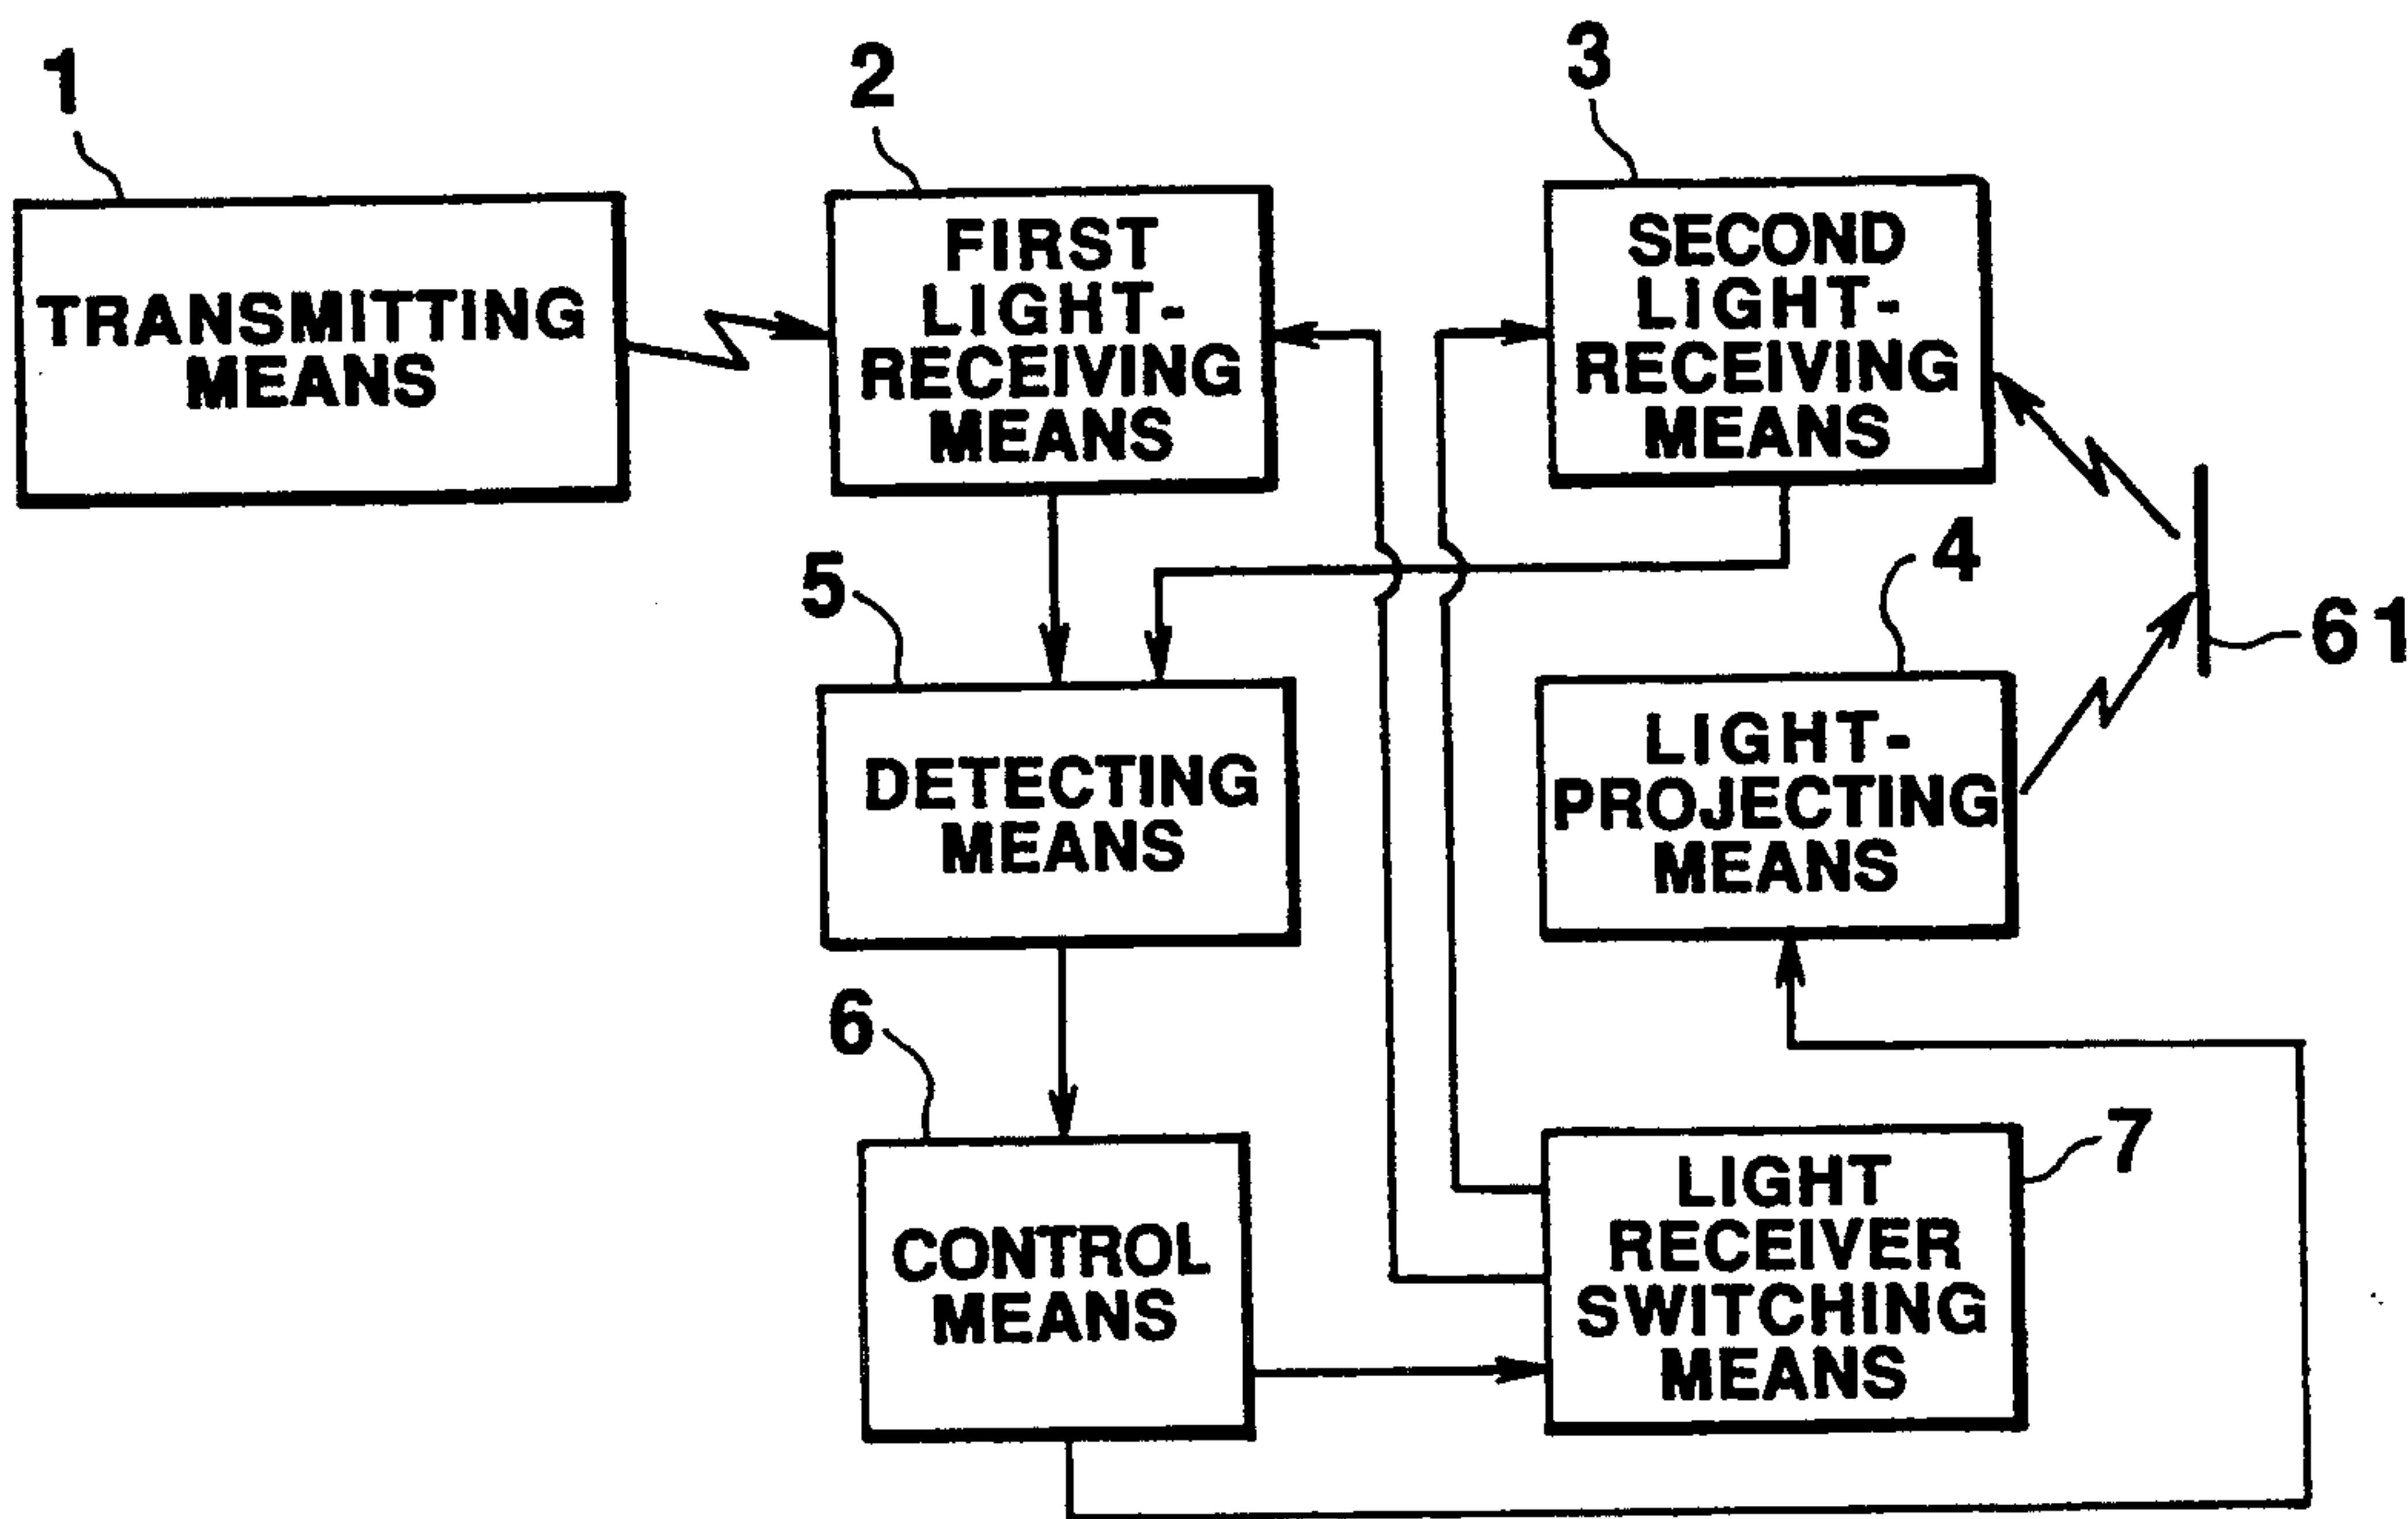 1
2
3
TRANSMITTING
MEANS
FIRST
LIGHT-
RECEIVING
MEANS
SECOND
LIGHT-
RECEIVING
MEANS
5
4
61
DETECTING
MEANS
LIGHT-
PROJECTING
MEANS
6
7
CONTROL
MEANS
LIGHT
RECEIVER
SWITCHING
MEANS